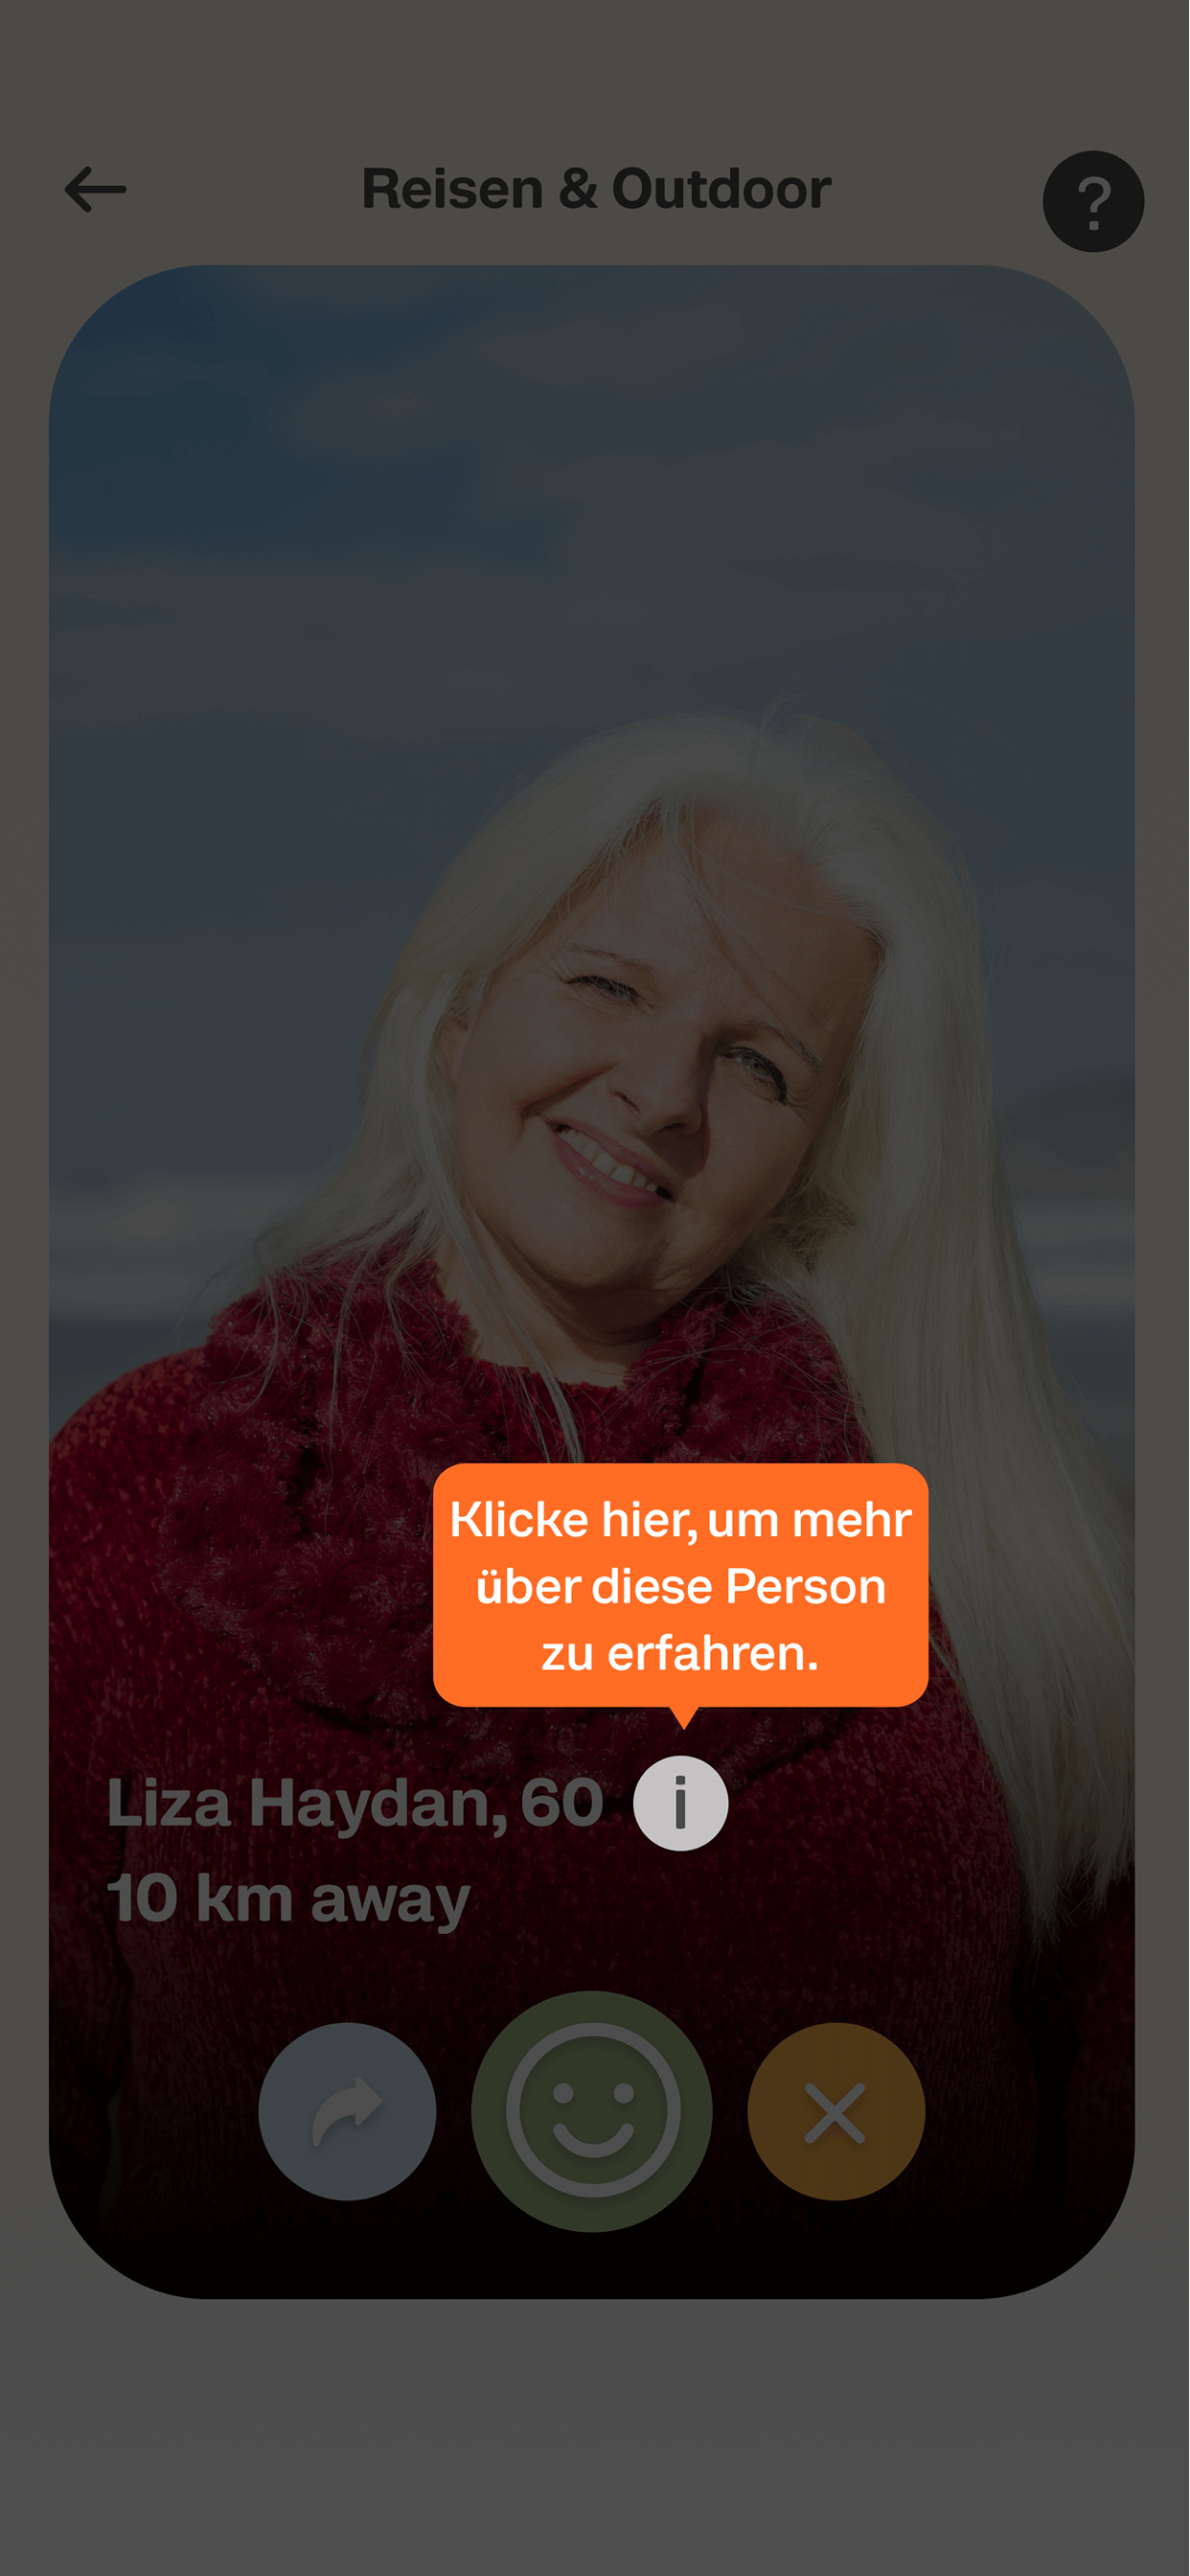 Reisen & Outdoor
?
Klicke hier, um mehr
über diese Person
zu erfahren.
Liza Haydan, 60 i
10 km away